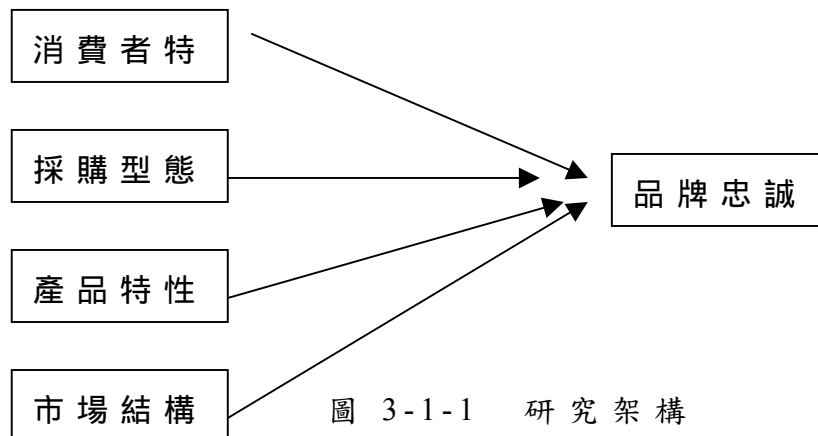 消費者特
採購型態
品牌忠誠
產品特性
市場結構
圖 3-1-1 研究架構